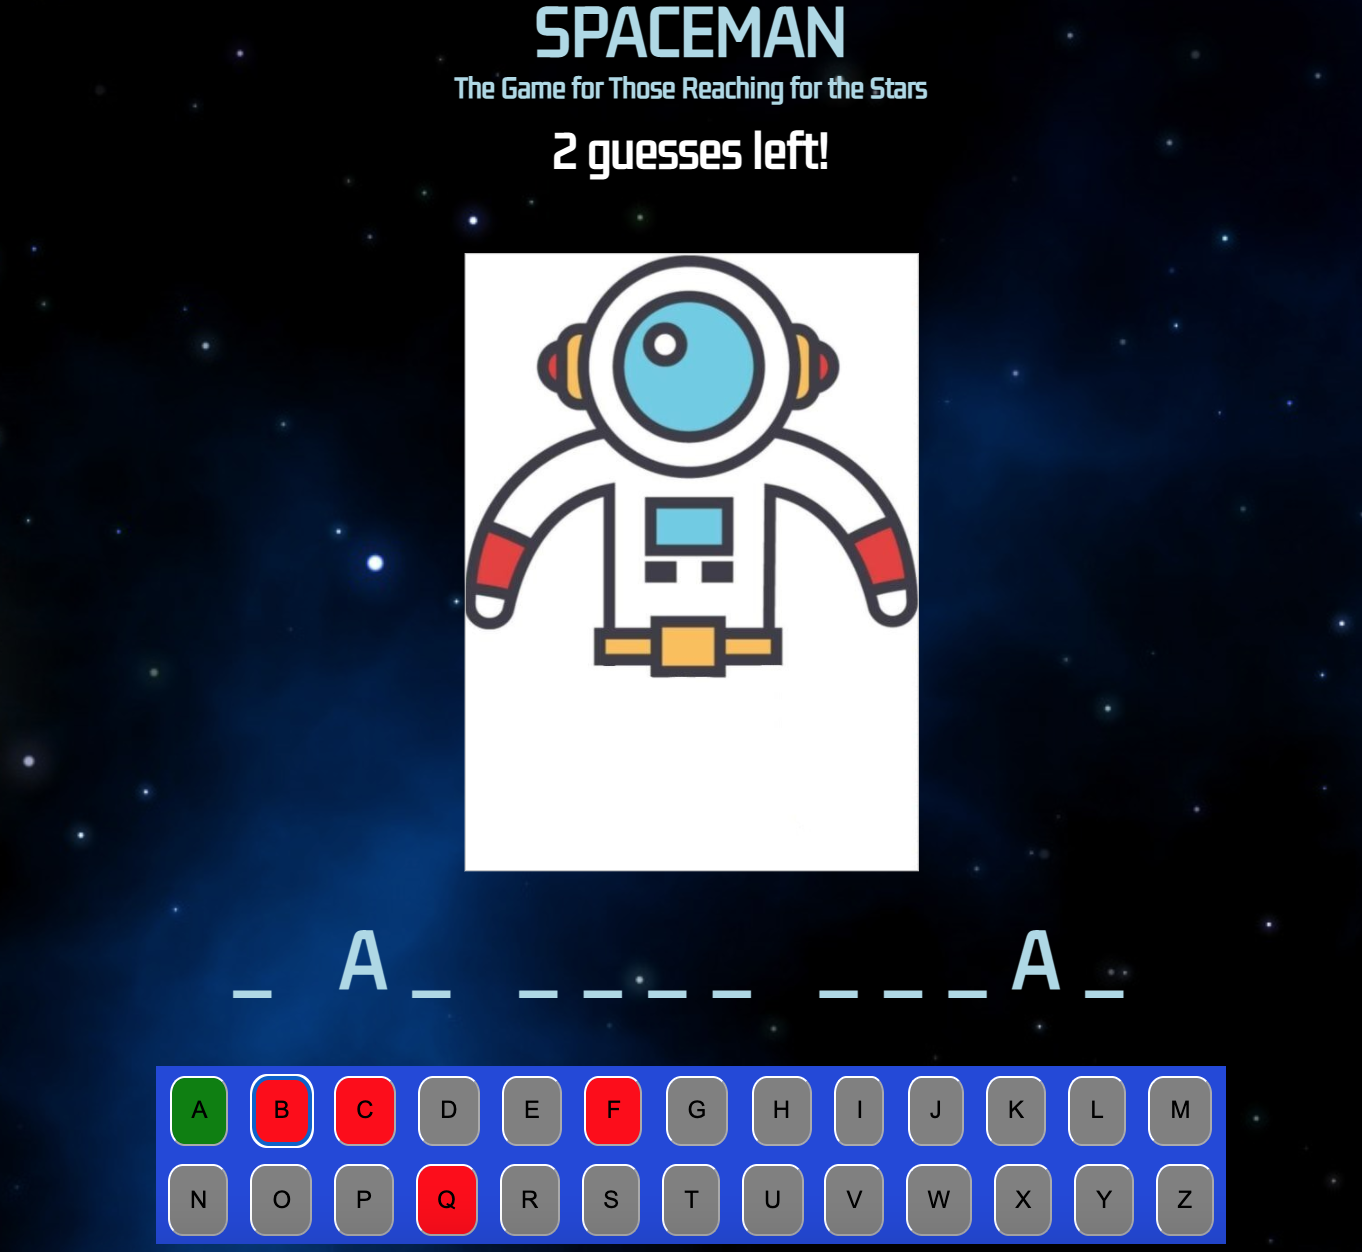 SPACEMAN
The Game for Those Reaching for the Stars
2 guesses left!
_ A _ _ _ _ _ _ _ _ A _
A B C D E F G H I J K L M
N O P Q R S T U V W X Y Z